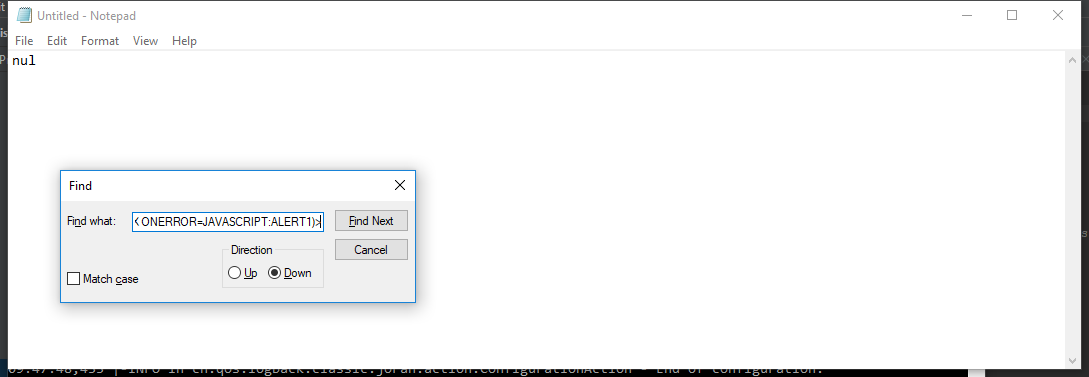 Untitled - Notepad
File Edit Format View Help
nul
Find
Find what: ONERROR=JAVASCRIPT:ALERT1)> Find Next
Direction Cancel
Up Down
Match case
09:47:48,453 |-INFO in ch.qos.logback.classic.joran.action.ConfigurationAction - End of configuration.